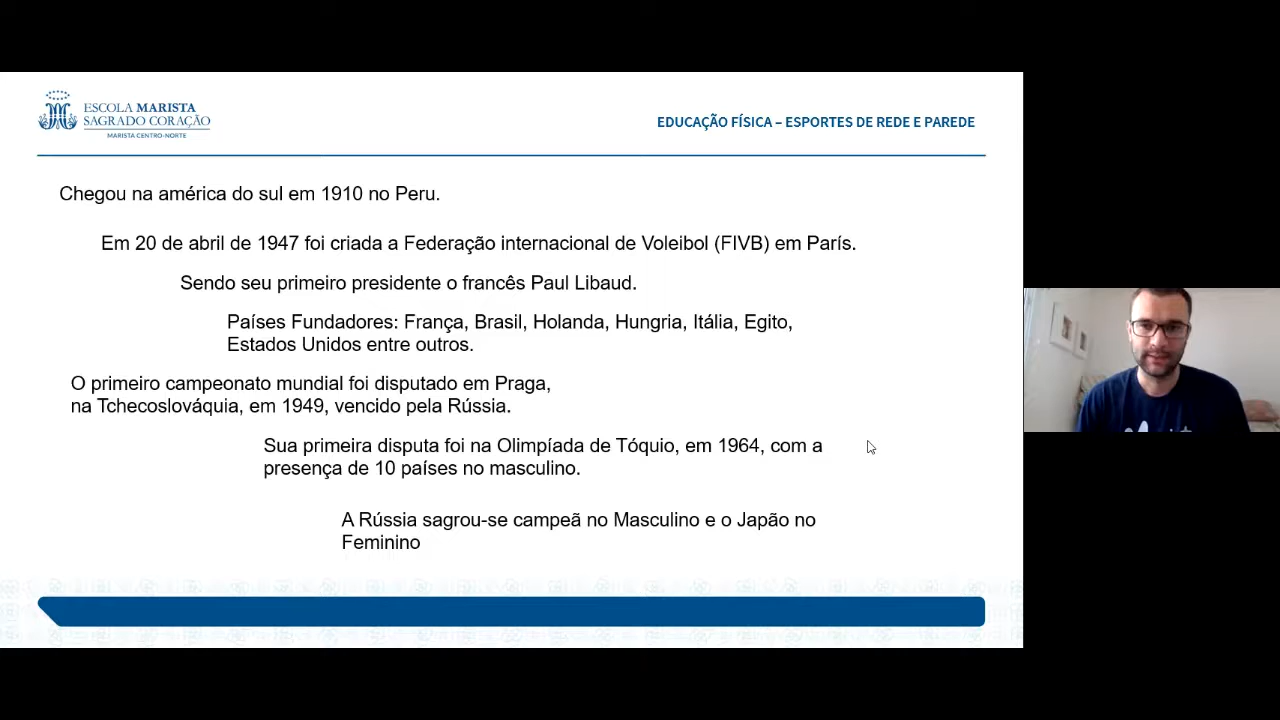 ESCOLA MARISTA
SAGRADO CORAÇÃO
MARISTA CENTRO-NORTE
EDUCAÇÃO FÍSICA – ESPORTES DE REDE E PAREDE
Chegou na américa do sul em 1910 no Peru.
Em 20 de abril de 1947 foi criada a Federação internacional de Voleibol (FIVB) em París.
Sendo seu primeiro presidente o francês Paul Libaud.
Países Fundadores: França, Brasil, Holanda, Hungria, Itália, Egito,
Estados Unidos entre outros.
O primeiro campeonato mundial foi disputado em Praga,
na Tchecoslováquia, em 1949, vencido pela Rússia.
Sua primeira disputa foi na Olimpíada de Tóquio, em 1964, com a
presença de 10 países no masculino.
A Rússia sagrou-se campeã no Masculino e o Japão no
Feminino